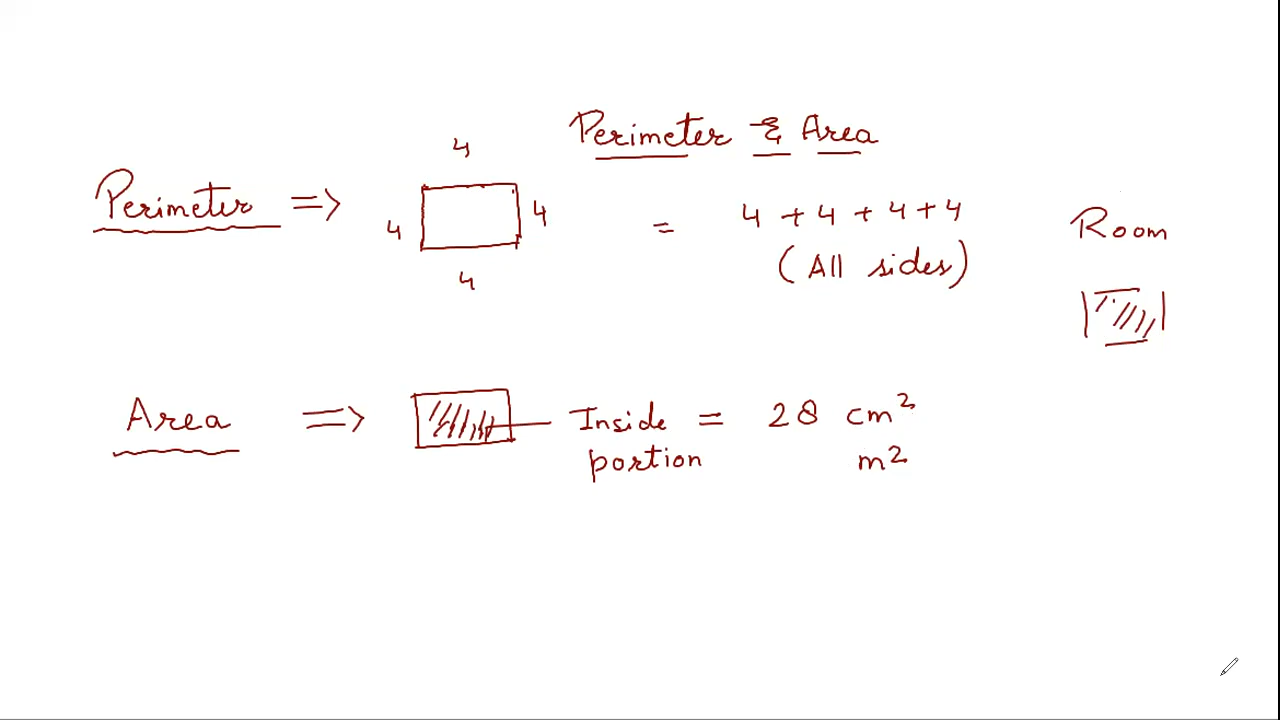 Perimeter & Area
4
Perimeter => 4 4 = 4 + 4 + 4 + 4
(All sides)
4
Room
Area => Inside portion = 28 cm²
m²